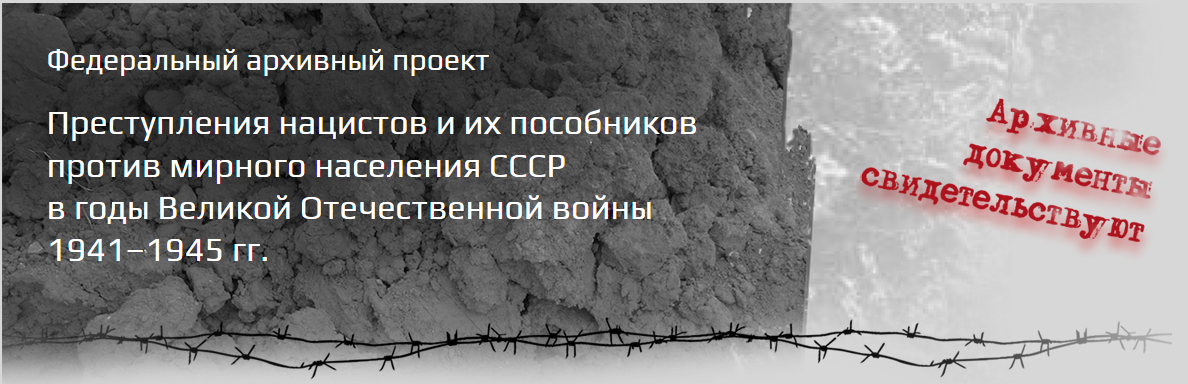 Федеральный архивный проект
Преступления нацистов и их пособников
против мирного населения СССР
в годы Великой Отечественной войны
1941–1945 гг.
Архивные
документы
свидетельствуют